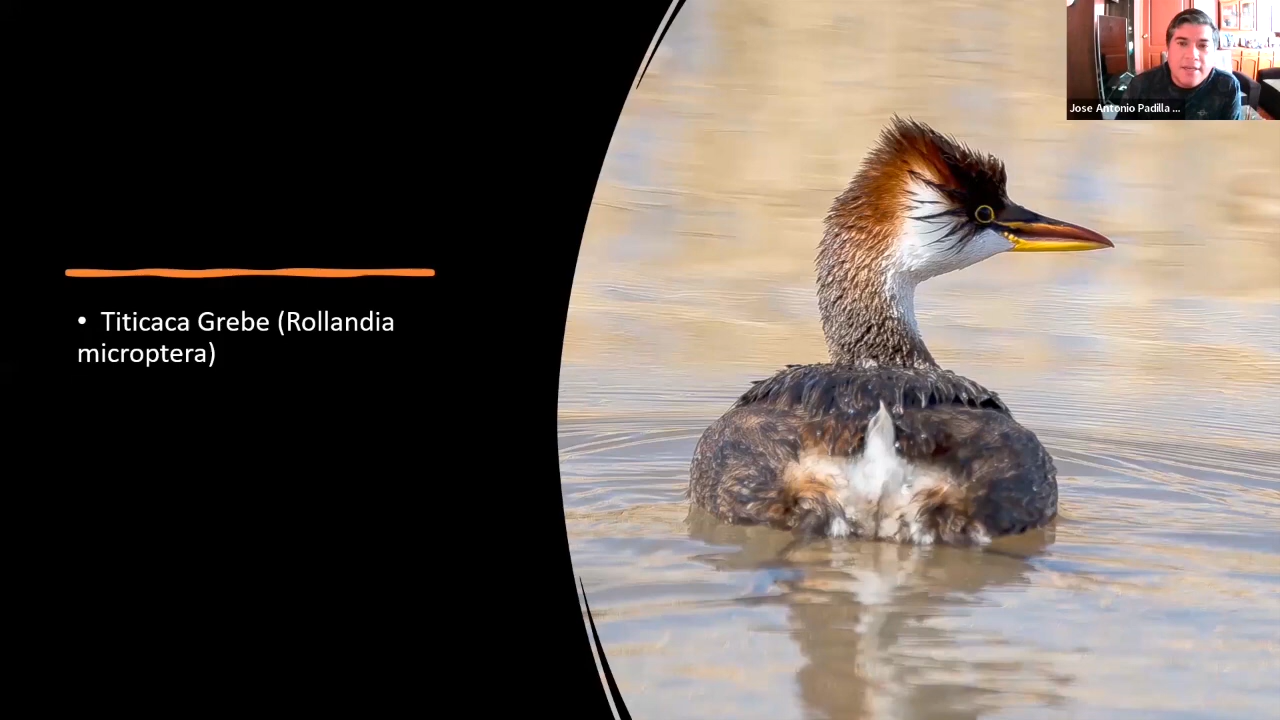 Jose Antonio Padilla ...
• Titicaca Grebe (Rollandia
microptera)